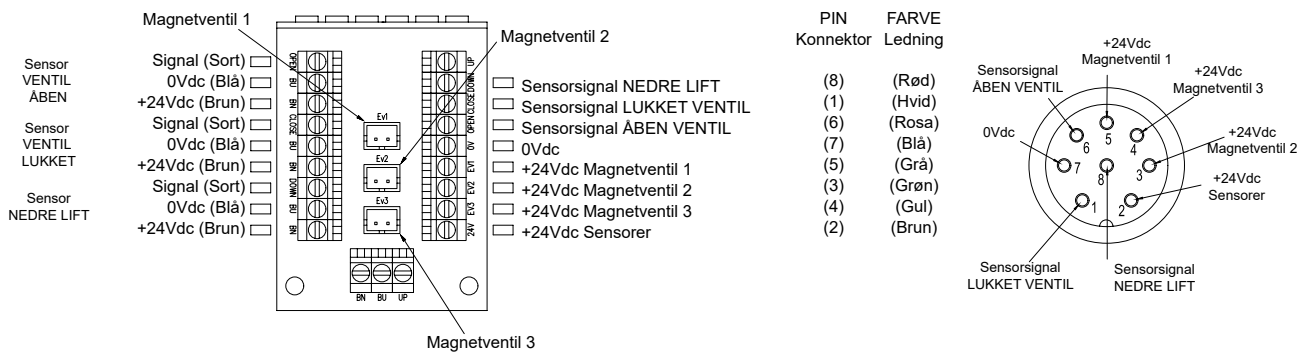 Magnetventil 1
Magnetventil 2
Magnetventil 3
Sensor
VENTIL
ÅBEN
Sensor
VENTIL
LUKKET
Sensor
NEDRE LIFT
Signal (Sort)
0Vdc (Blå)
+24Vdc (Brun)
Signal (Sort)
0Vdc (Blå)
+24Vdc (Brun)
Signal (Sort)
0Vdc (Blå)
+24Vdc (Brun)
OPEN
BU
BN
CLOSE
BU
BN
DOWN
BU
BN
Ev1
Ev2
Ev3
BN BU UP
UP
DOWN
CLOSE
OPEN
0V
EV1
EV2
EV3
24V
Sensorsignal NEDRE LIFT
Sensorsignal LUKKET VENTIL
Sensorsignal ÅBEN VENTIL
0Vdc
+24Vdc Magnetventil 1
+24Vdc Magnetventil 2
+24Vdc Magnetventil 3
+24Vdc Sensorer
PIN FARVE
Konnektor Ledning
(8) (Rød)
(1) (Hvid)
(6) (Rosa)
(7) (Blå)
(5) (Grå)
(3) (Grøn)
(4) (Gul)
(2) (Brun)
+24Vdc
Magnetventil 1
Sensorsignal
ÅBEN VENTIL
+24Vdc
Magnetventil 3
0Vdc
+24Vdc
Magnetventil 2
+24Vdc
Sensorer
6 5 4
7 8 3
1 2
Sensorsignal
LUKKET VENTIL
Sensorsignal
NEDRE LIFT